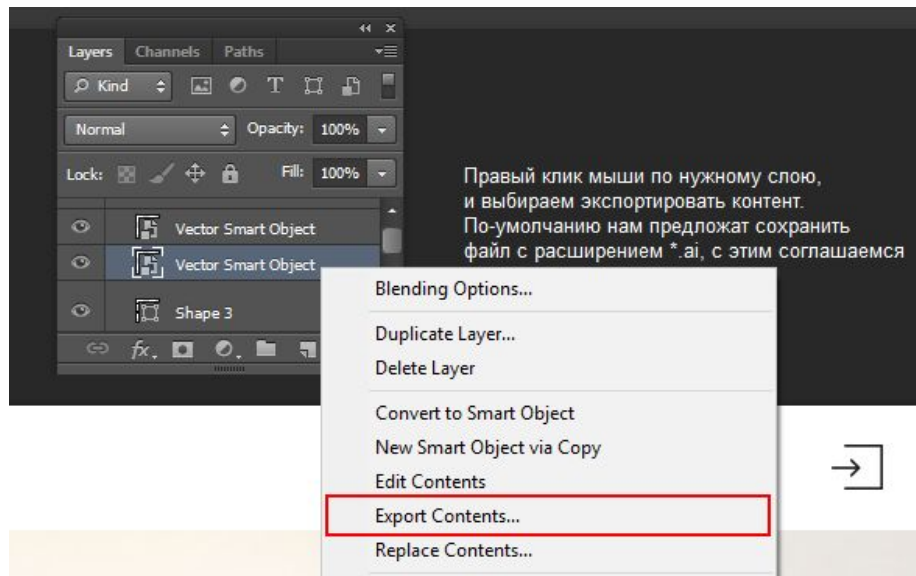 Layers Channels Paths
Kind T
Normal Opacity: 100%
Lock: Fill: 100%
Vector Smart Object
Vector Smart Object
Shape 3
fx.
Правый клик мыши по нужному слою,
и выбираем экспортировать контент.
По-умолчанию нам предложат сохранить
файл с расширением *.ai, с этим соглашаемся
Blending Options...
Duplicate Layer...
Delete Layer
Convert to Smart Object
New Smart Object via Copy
Edit Contents
Export Contents...
Replace Contents...